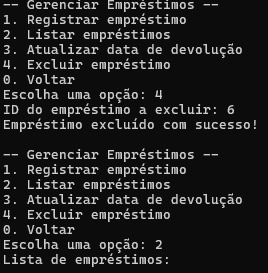 -- Gerenciar Empréstimos --
1. Registrar empréstimo
2. Listar empréstimos
3. Atualizar data de devolução
4. Excluir empréstimo
0. Voltar
Escolha uma opção: 4
ID do empréstimo a excluir: 6
Empréstimo excluído com sucesso!
-- Gerenciar Empréstimos --
1. Registrar empréstimo
2. Listar empréstimos
3. Atualizar data de devolução
4. Excluir empréstimo
0. Voltar
Escolha uma opção: 2
Lista de empréstimos: